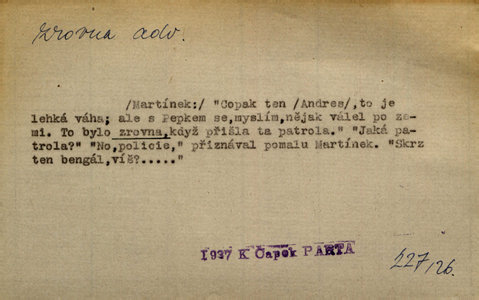 zrovna adv.
/Martínek:/ "Copak ten /Andres/,to je
lehká váha; ale s Pepkem se,myslím,nějak válel po ze-
mi. To bylo zrovna,když přišla ta patrola." "Jaká pa-
trola?" "No,policie," přiznával pomalu Martínek. "Skrz
ten bengál,víš?....."
1937 K Čapek PARTA
227/26.